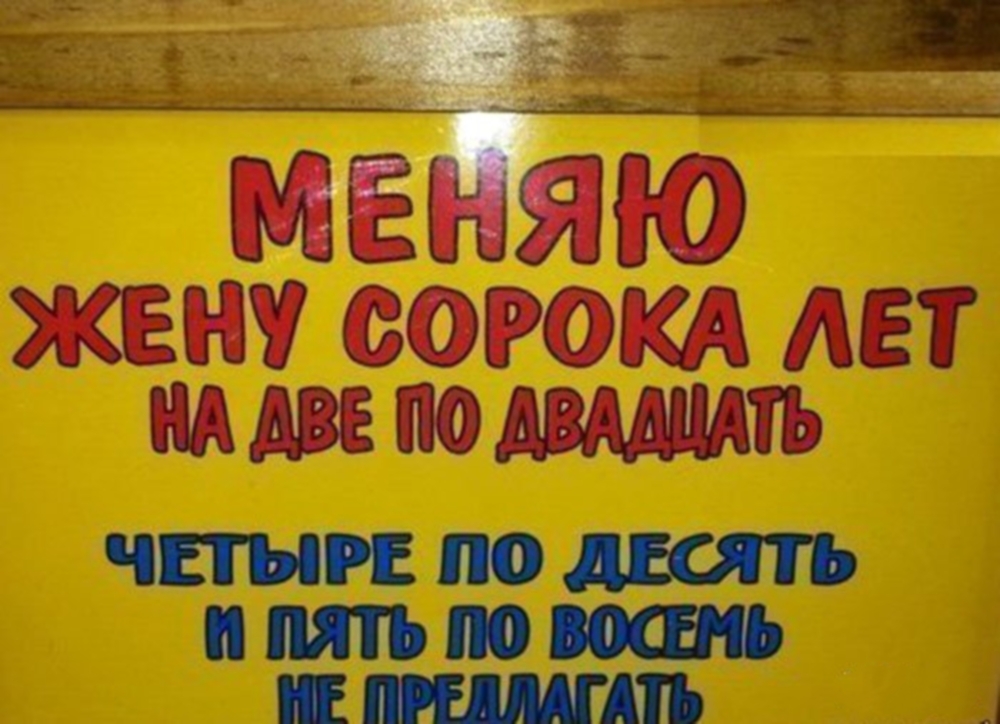 МЕНЯЮ
ЖЕНУ СОРОКА ЛЕТ
НА ДВЕ ПО ДВАДЦАТЬ
ЧЕТЫРЕ ПО ДЕСЯТЬ
И ПЯТЬ ПО ВОСЕМЬ
НЕ ПРЕДЛАГАТЬ